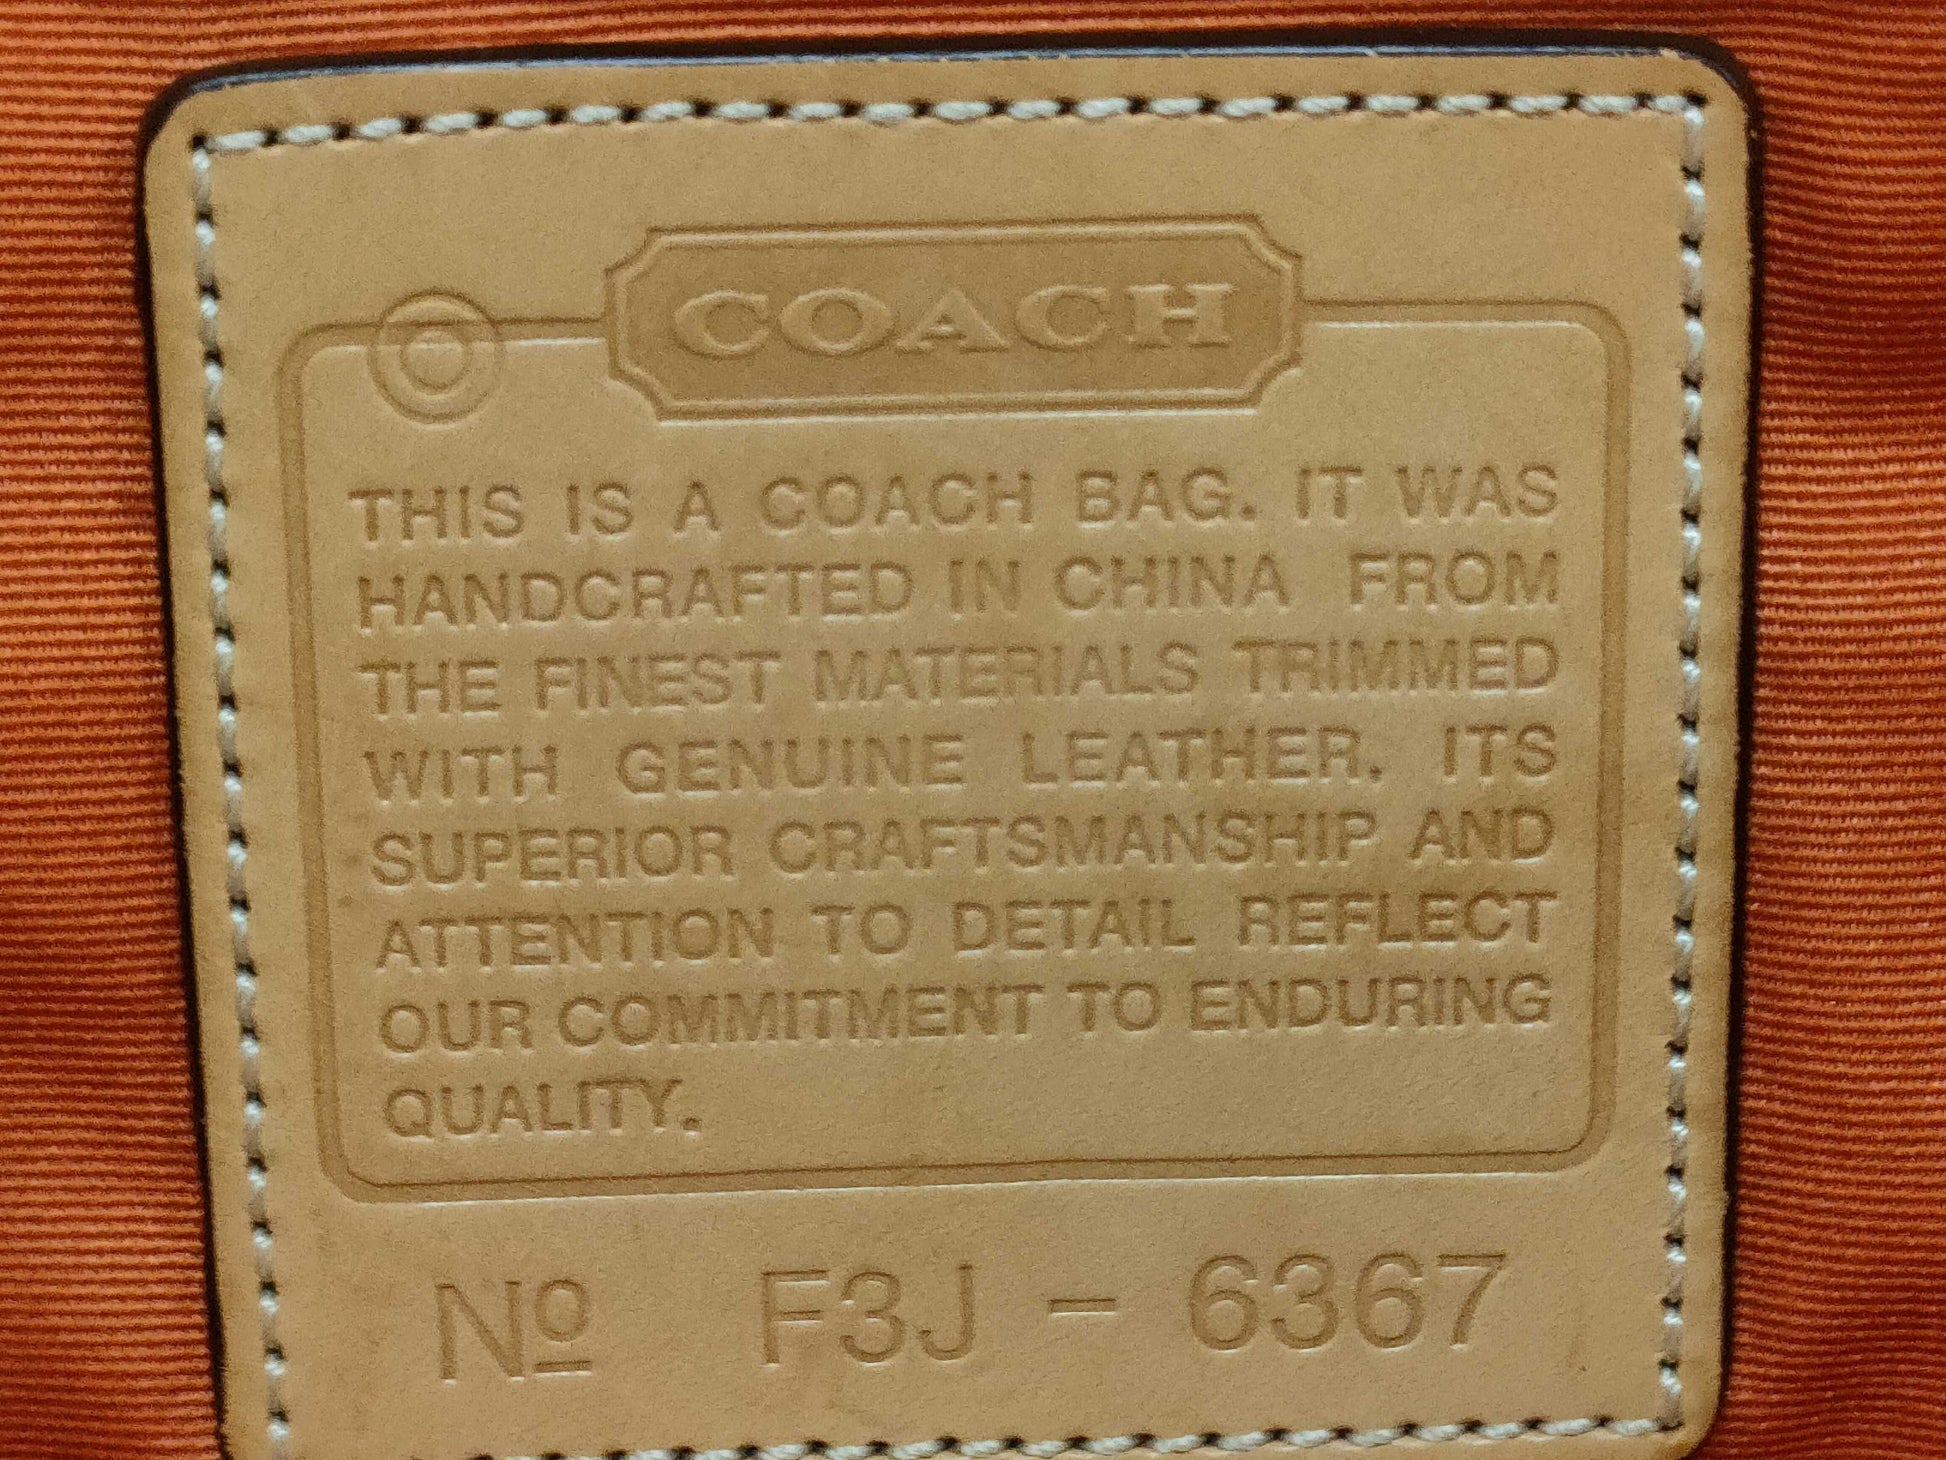 COACH
THIS IS A COACH BAG. IT WAS
HANDCRAFTED IN CHINA FROM
THE FINEST MATERIALS TRIMMED
WITH GENUINE LEATHER. ITS
SUPERIOR CRAFTSMANSHIP AND
ATTENTION TO DETAIL REFLECT
OUR COMMITMENT TO ENDURING
QUALITY.
Nº F3J - 6367